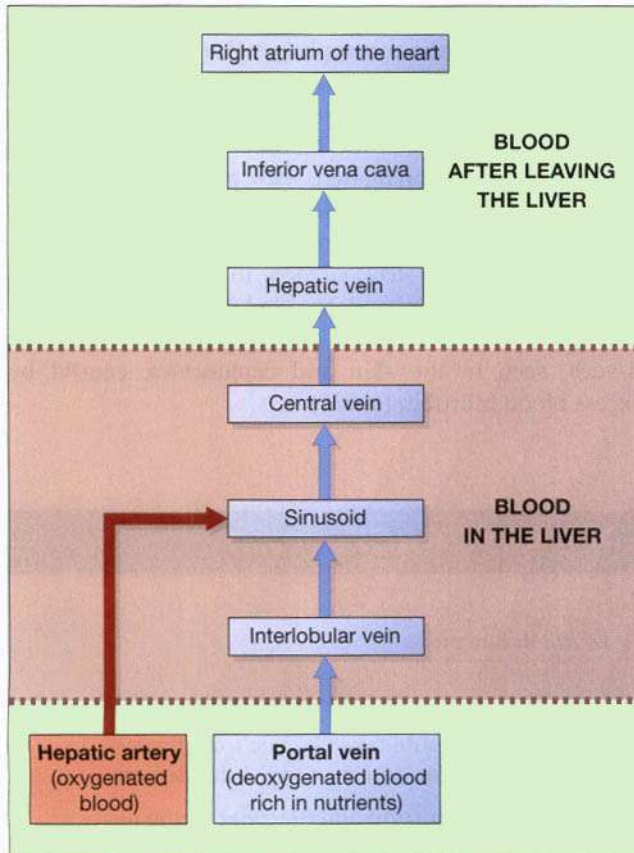 Right atrium of the heart
BLOOD
AFTER LEAVING
THE LIVER
Inferior vena cava
Hepatic vein
Central vein
Sinusoid
BLOOD
IN THE LIVER
Interlobular vein
Hepatic artery
(oxygenated
blood)
Portal vein
(deoxygenated blood
rich in nutrients)